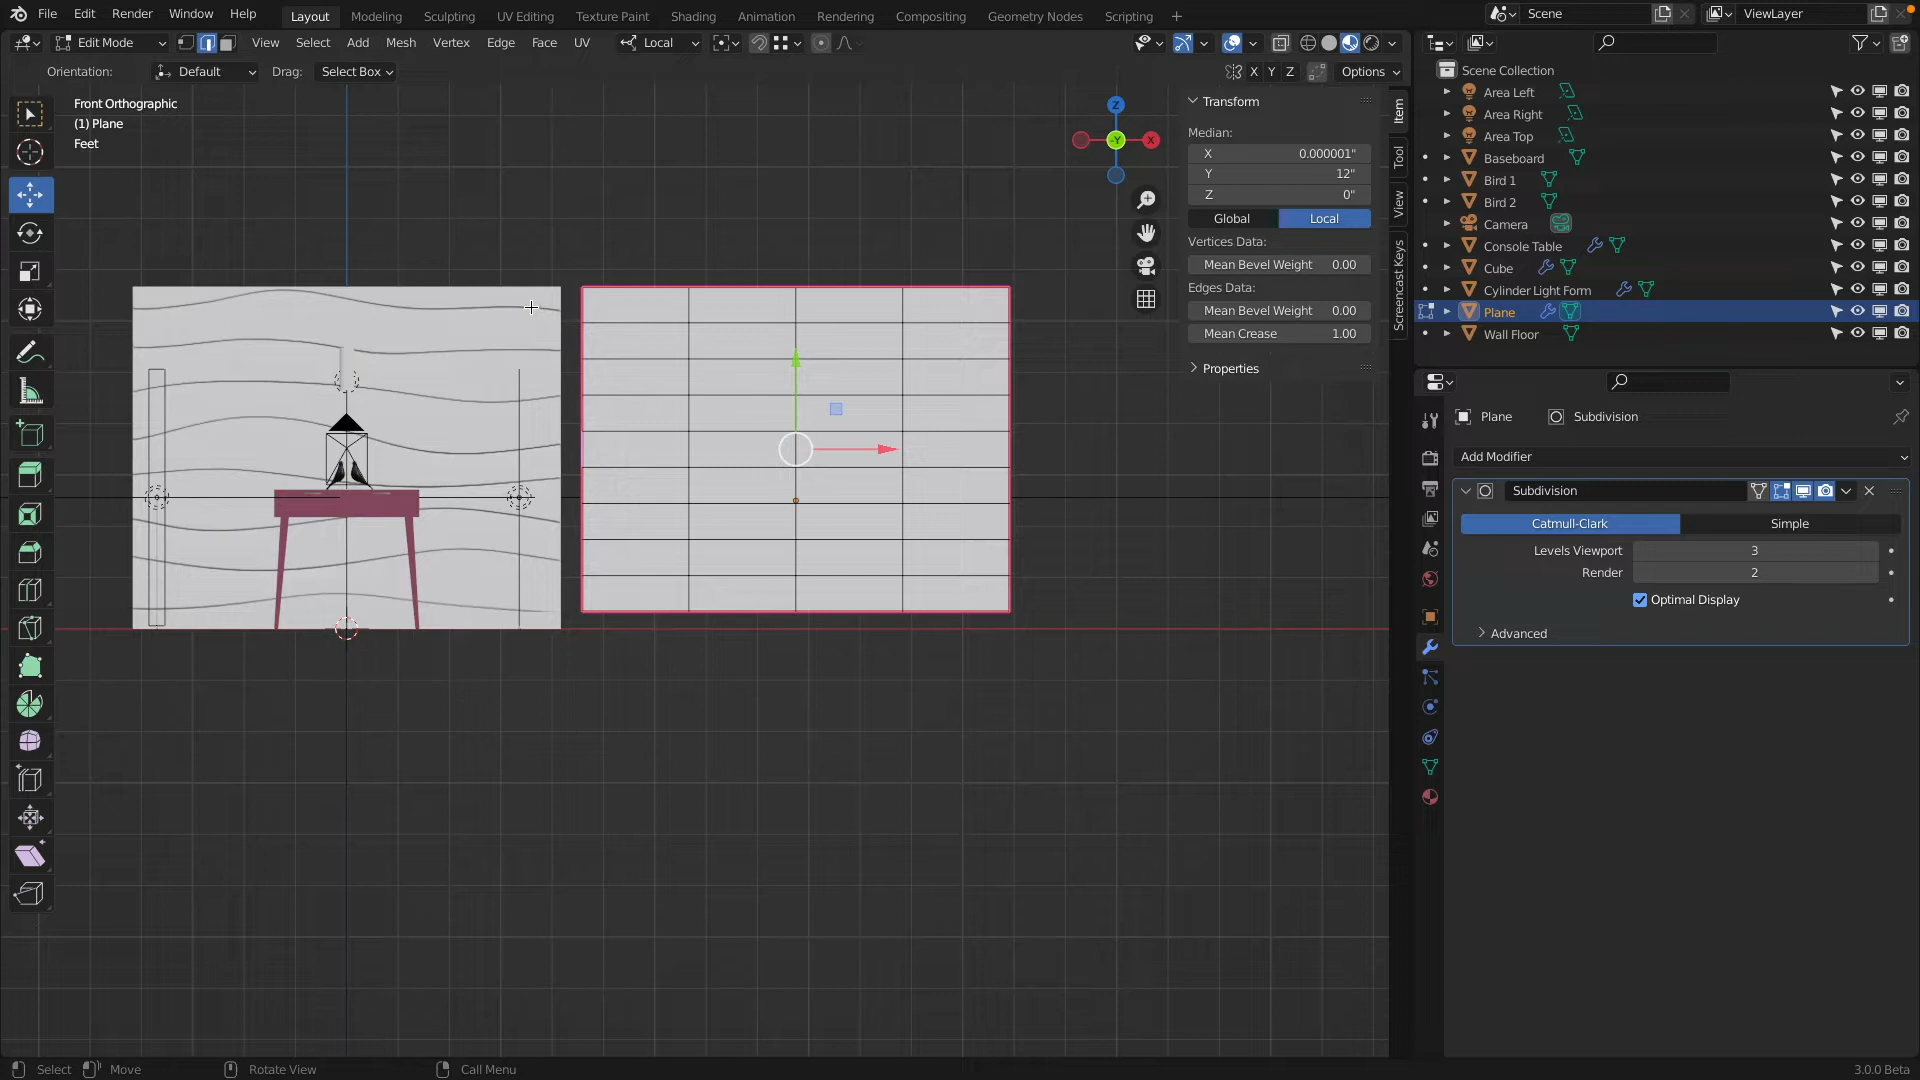 File Edit Render Window Help
Layout Modeling Sculpting UV Editing Texture Paint Shading Animation Rendering Compositing Geometry Nodes Scripting +
Scene
ViewLayer
Edit Mode
View Select Add Mesh Vertex Edge Face UV
Local
Orientation: Default Drag: Select Box
X Y Z Options
Front Orthographic
(1) Plane
Feet
Z
-Y
X
Transform
Median:
X 0.000001"
Y 12"
Z 0"
Global Local
Vertices Data:
Mean Bevel Weight 0.00
Edges Data:
Mean Bevel Weight 0.00
Mean Crease 1.00
Properties
Item
Tool
View
Screencast Keys
Scene Collection
Area Left
Area Right
Area Top
Baseboard
Bird 1
Bird 2
Camera
Console Table
Cube
Cylinder Light Form
Plane
Wall Floor
Plane Subdivision
Add Modifier
Subdivision
Catmull-Clark Simple
Levels Viewport 3
Render 2
Optimal Display
Advanced
Select Move Rotate View Call Menu
3.0.0 Beta